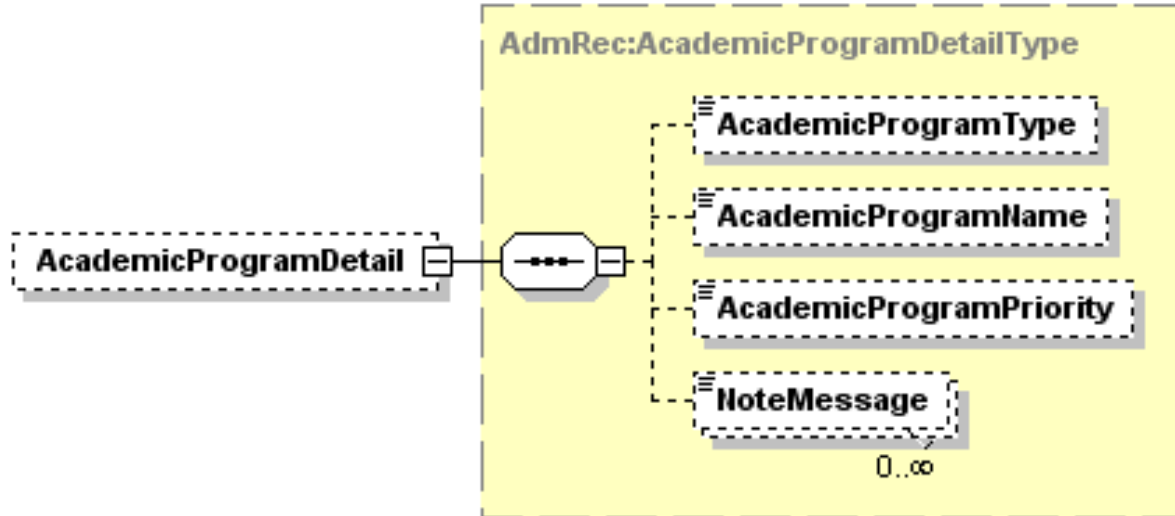 AdmRec:AcademicProgramDetailType
AcademicProgramType
AcademicProgramName
AcademicProgramDetail
AcademicProgramPriority
NoteMessage
0..∞